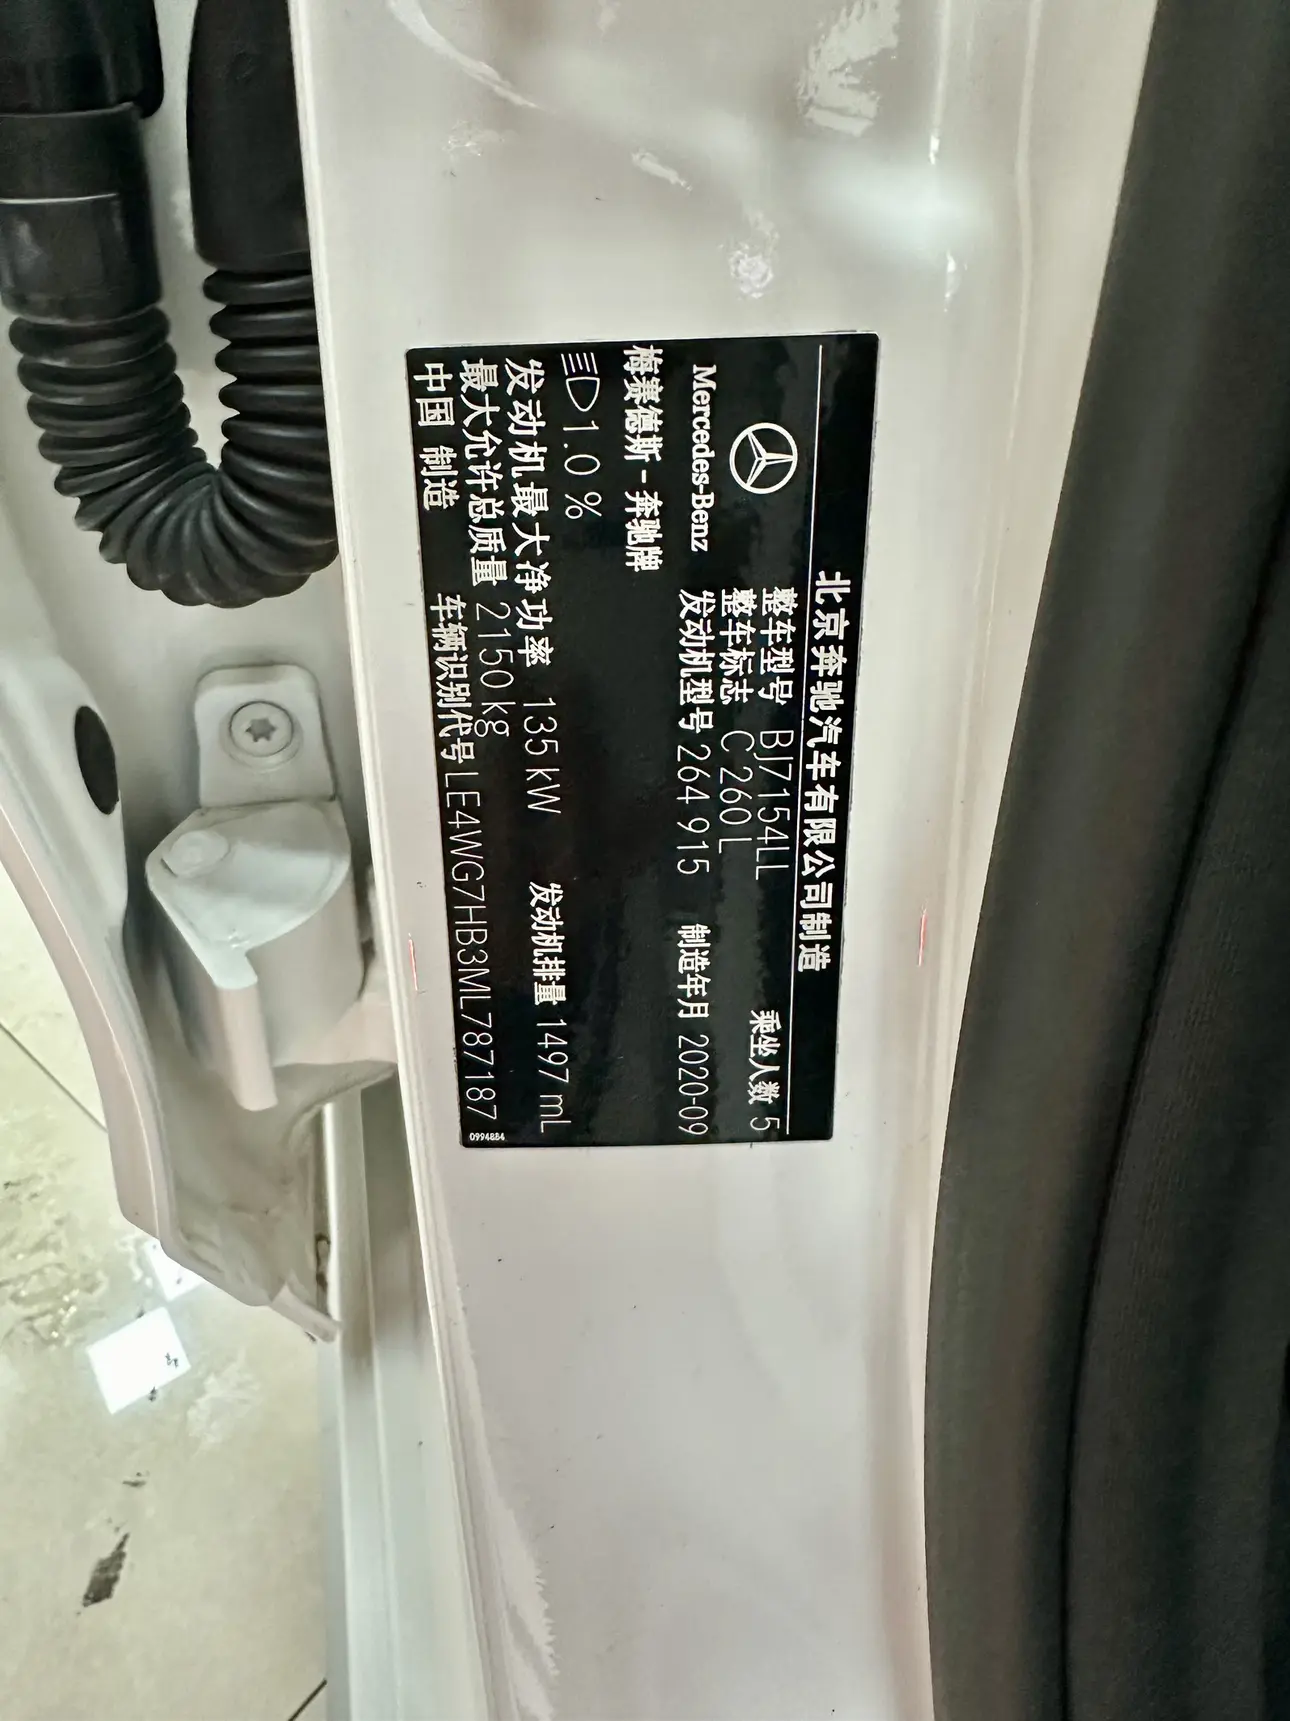 北京奔驰汽车有限公司制造
整车型号 BJ7154LL 乘坐人数 5
整车标志 C 260 L
Mercedes-Benz 发动机型号 264 915 制造年月 2020-09
梅赛德斯-奔驰牌
1.0 %
发动机最大净功率 135 kW 发动机排量 1497 mL
最大允许总质量 2150 kg
中国 制造 车辆识别代号 LE4WG7HB3ML787187
0994884